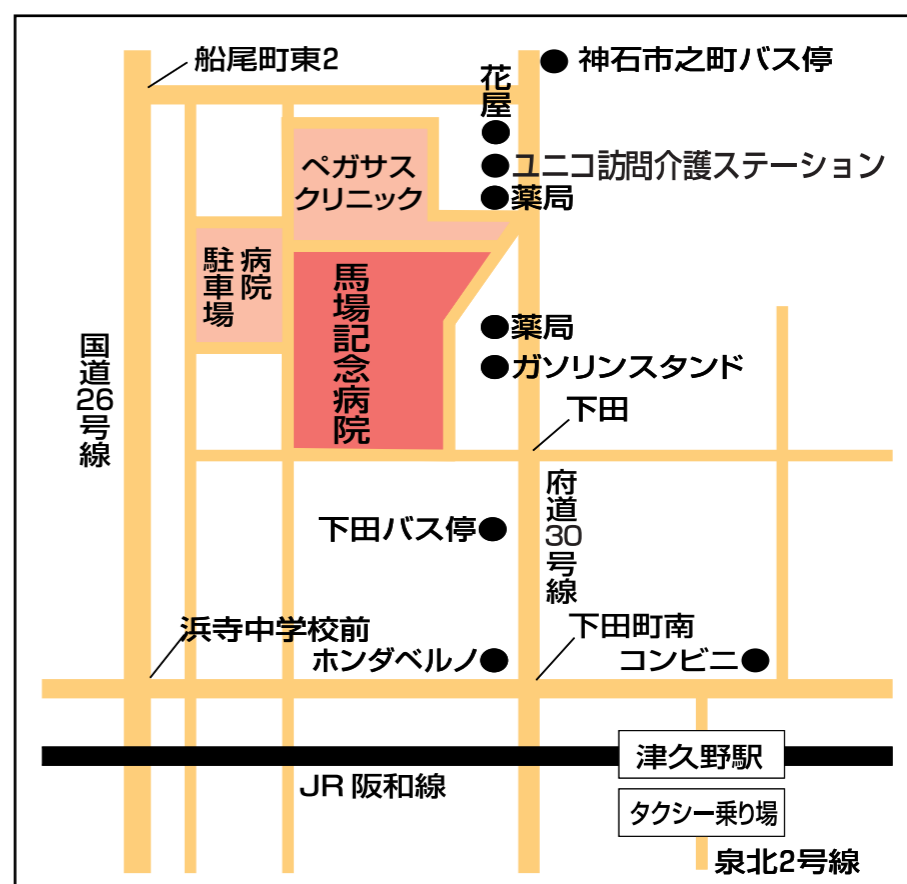 船尾町東2
神石市之町バス停
花屋
ユニコ訪問介護ステーション
薬局
ペガサス
クリニック
病院
駐車場
馬場記念病院
薬局
ガソリンスタンド
国道26号線
下田
府道30号線
下田バス停
浜寺中学校前
下田町南
ホンダベルノ
コンビニ
津久野駅
JR 阪和線
タクシー乗り場
泉北2号線